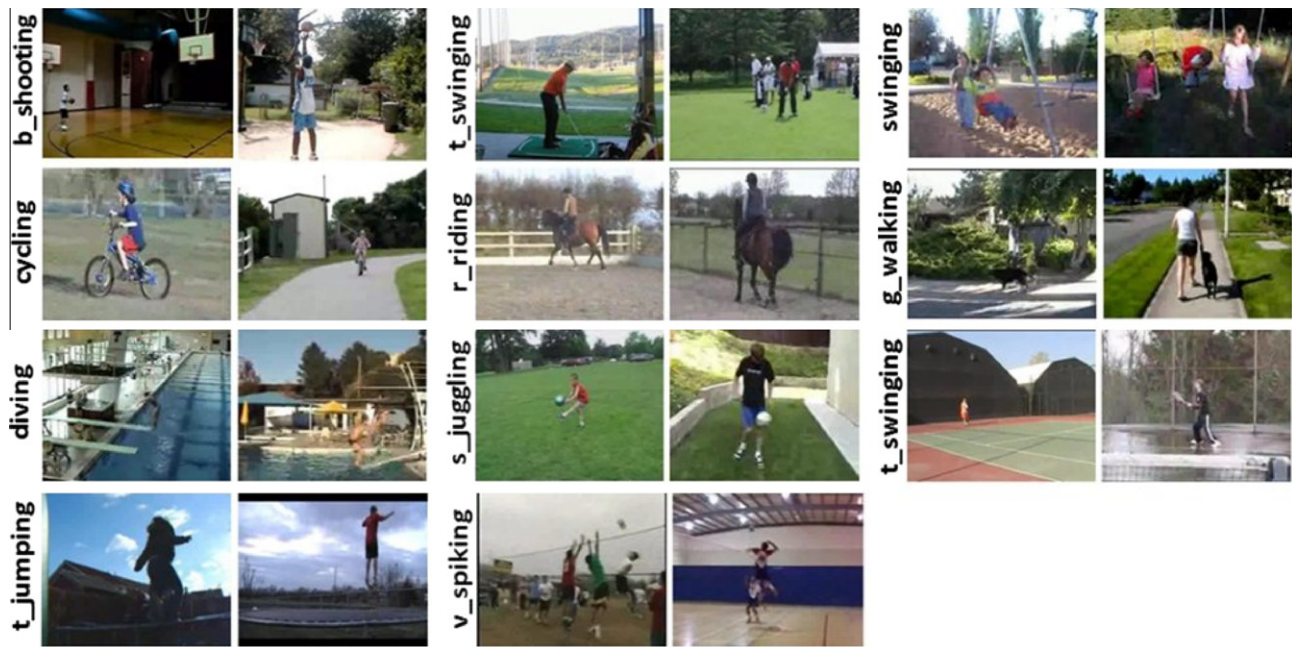 b_shooting
t_swinging
swinging
cycling
r_riding
g_walking
diving
s_juggling
t_swinging
t_jumping
v_spiking